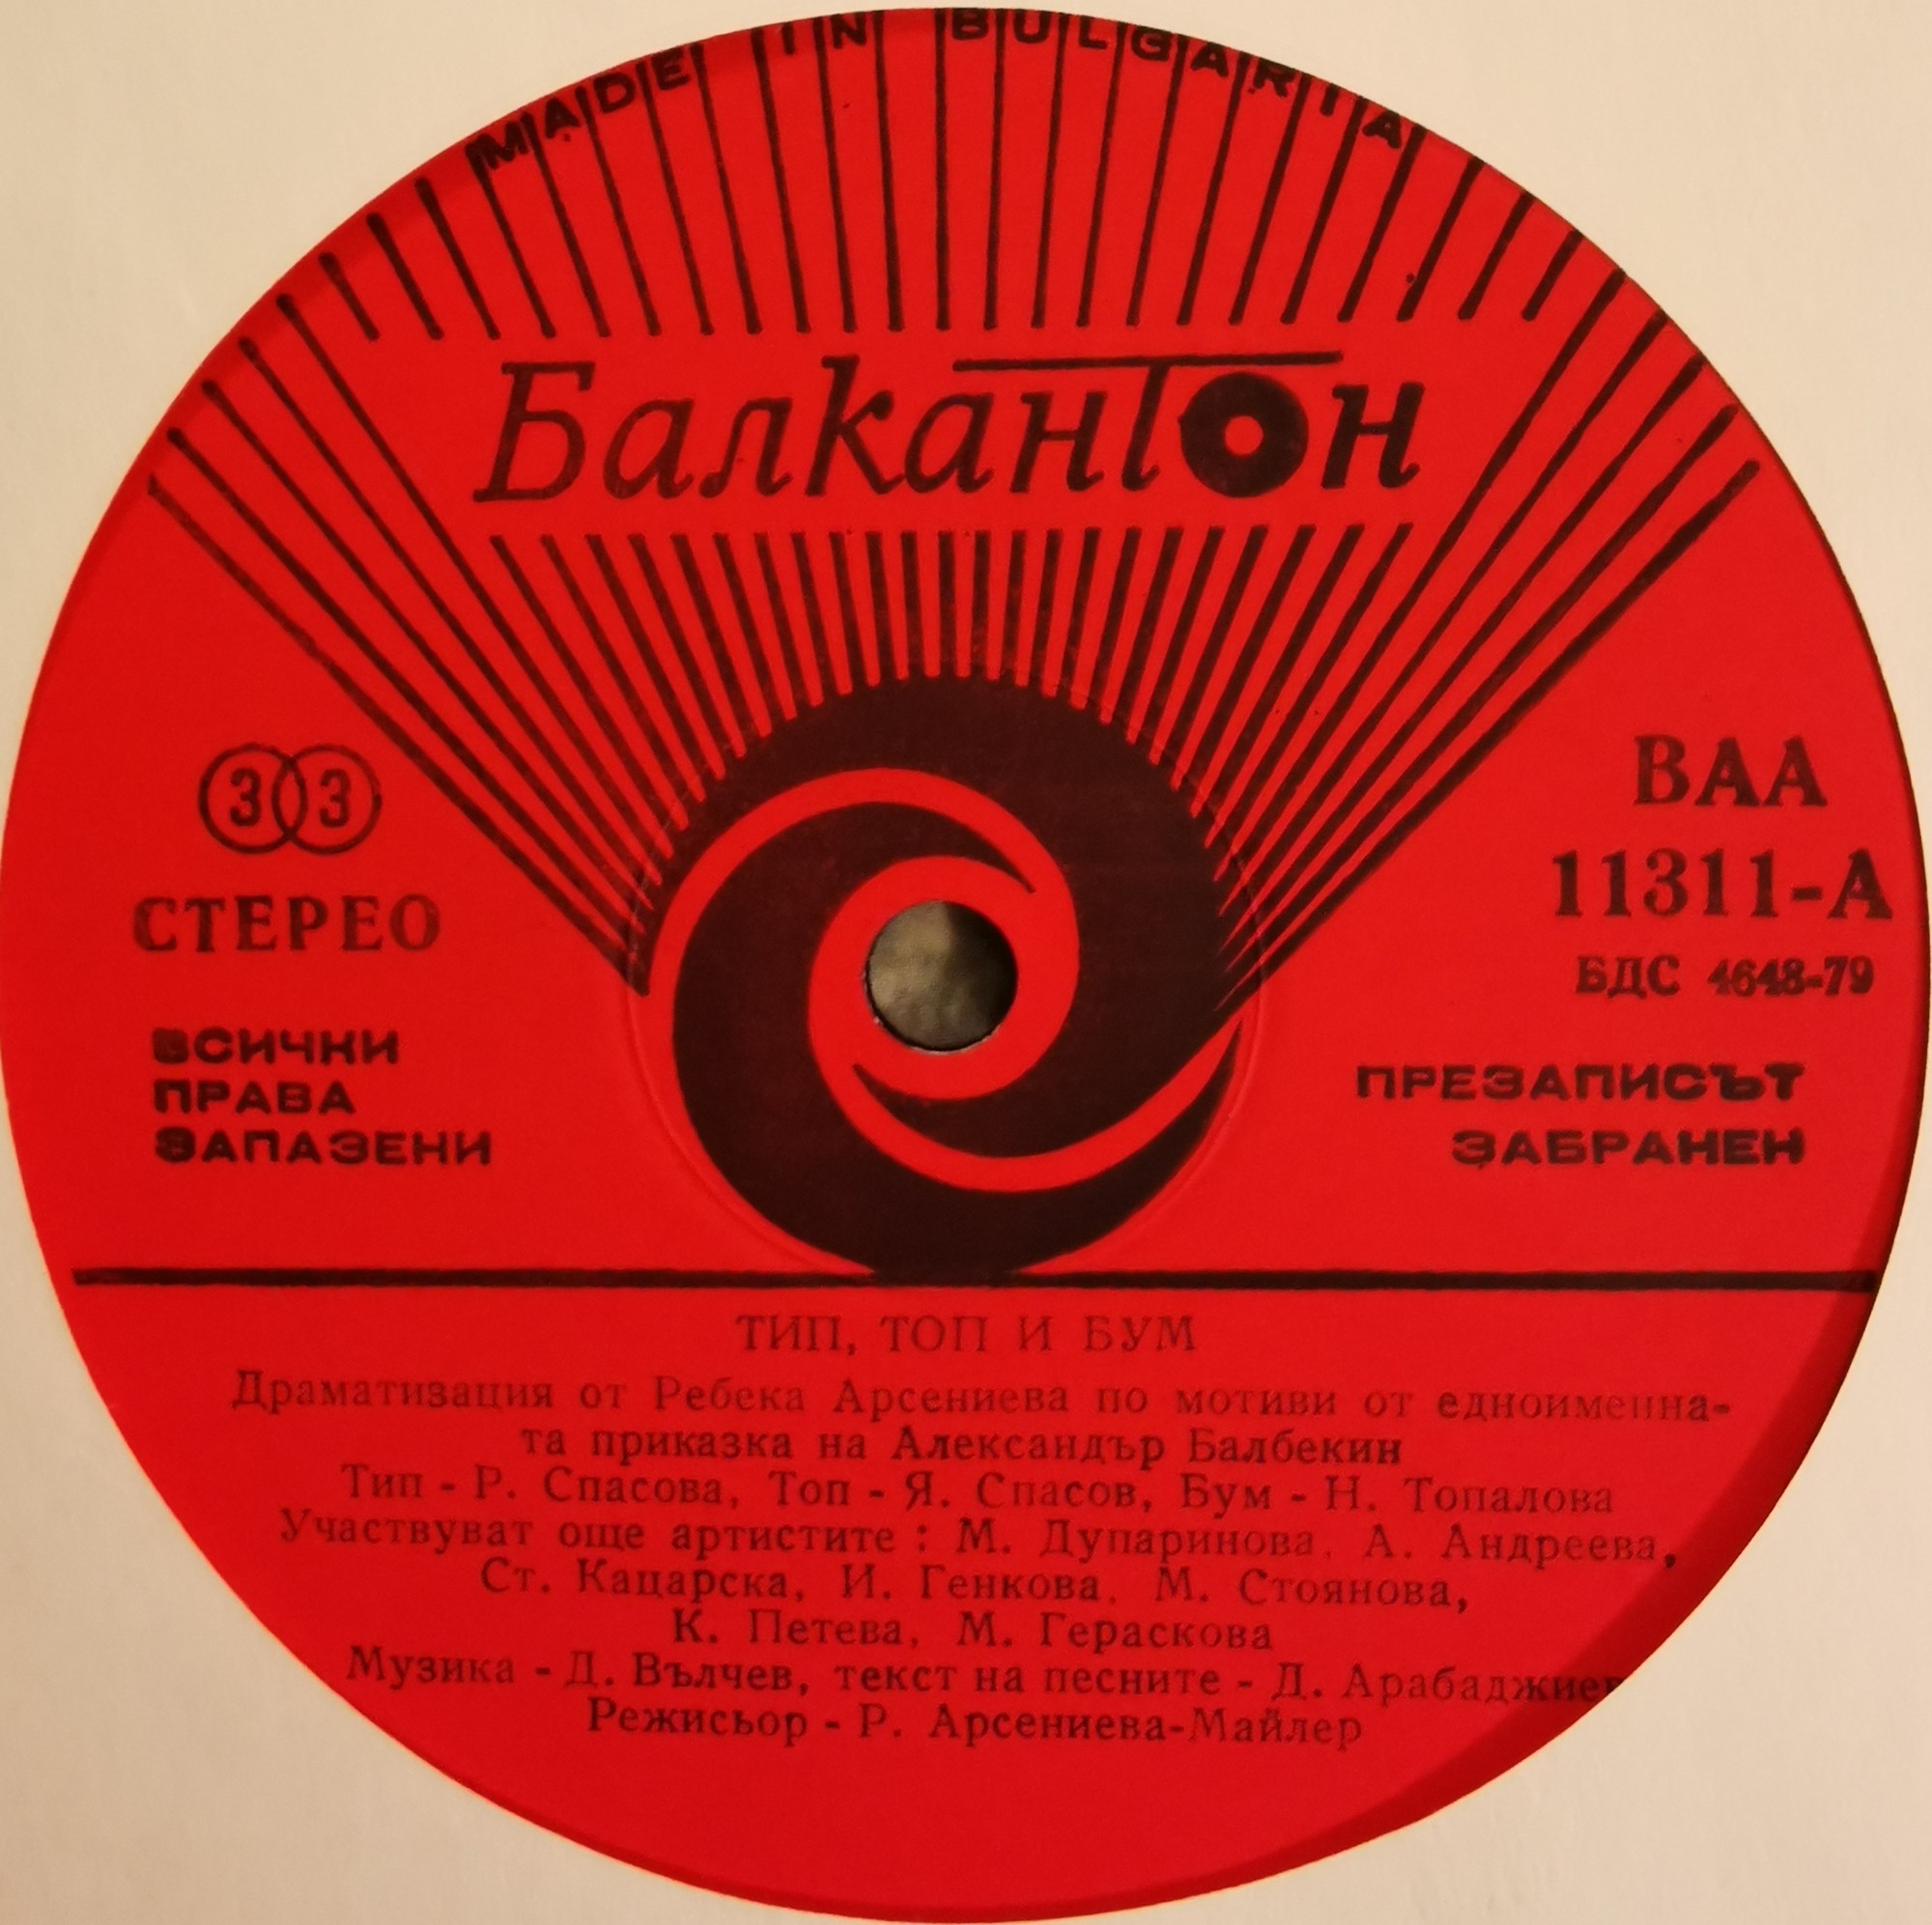 MADE IN BULGARIA
Балкантон
33
СТЕРЕО
ВСИЧКИ
ПРАВА
ЗАПАЗЕНИ
ВАА
11311-А
БДС 4648-79
ПРЕЗАПИСЪТ
ЗАБРАНЕН
ТИП, ТОП И БУМ
Драматизация от Ребека Арсениева по мотиви от едноименна-
та приказка на Александър Балбекин
Тип - Р. Спасова, Топ - Я. Спасов, Бум - Н. Топалова
Участвуват още артистите : М. Дупаринова, А. Андреева,
Ст. Кацарска, И. Генкова, М. Стоянова,
К. Петева, М. Гераскова
Музика - Д. Вълчев, текст на песните - Д. Арабаджиев
Режисьор - Р. Арсениева-Майлер